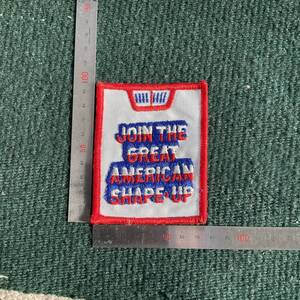 JOIN THE
GREAT
AMERICAN
SHAPE-UP